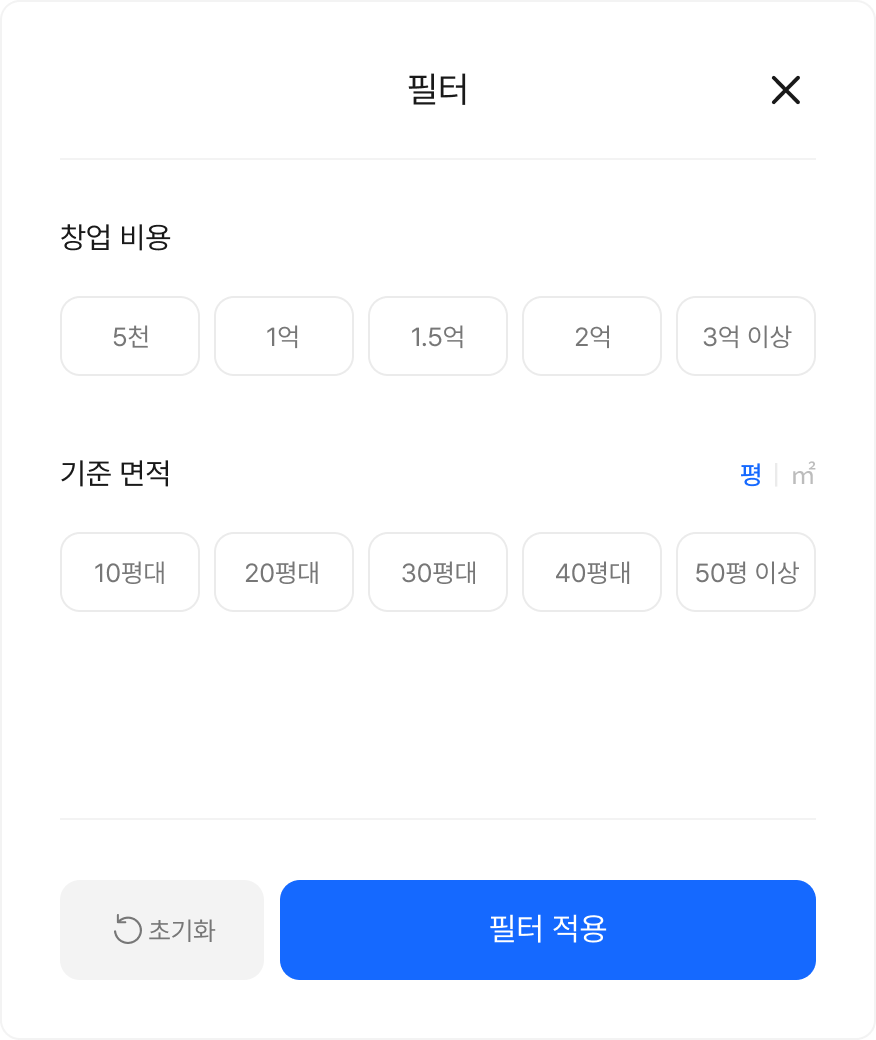 필터
창업 비용
5천 1억 1.5억 2억 3억 이상
기준 면적 평 | ㎡
10평대 20평대 30평대 40평대 50평 이상
초기화 필터 적용